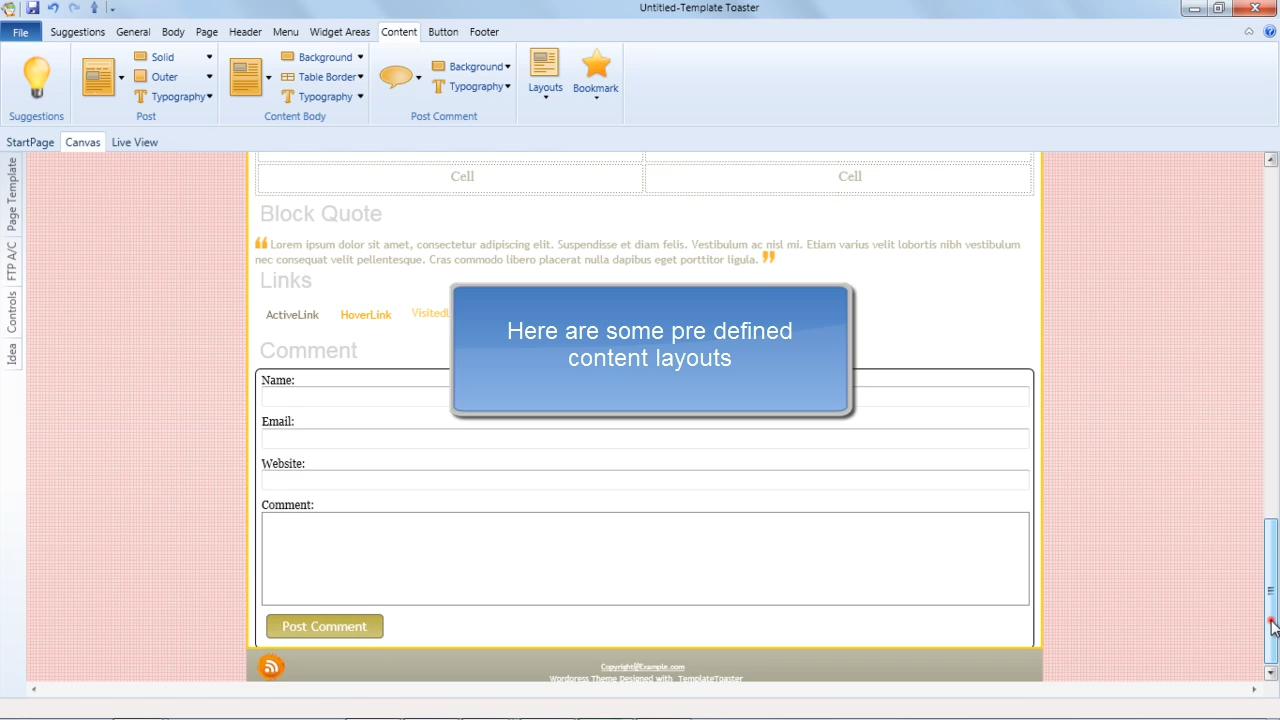 Untitled-Template Toaster
File Suggestions General Body Page Header Menu Widget Areas Content Button Footer
Solid
Outer
Typography
Background
Table Border
Typography
Background
Typography
Layouts
Bookmark
Suggestions Post Content Body Post Comment
StartPage Canvas Live View
Page Template
FTP A/C
Controls
Idea
Cell Cell
Block Quote
Lorem ipsum dolor sit amet, consectetur adipiscing elit. Suspendisse et diam felis. Vestibulum ac nisl mi. Etiam varius velit lobortis nibh vestibulum
nec consequat velit pellentesque. Cras commodo libero placerat nulla dapibus eget porttitor ligula.
Links
ActiveLink HoverLink
Here are some pre defined
content layouts
Comment
Name:
Email:
Website:
Comment:
Post Comment
Copyright@Example.com
Wordpress Theme Designed with TemplateToaster